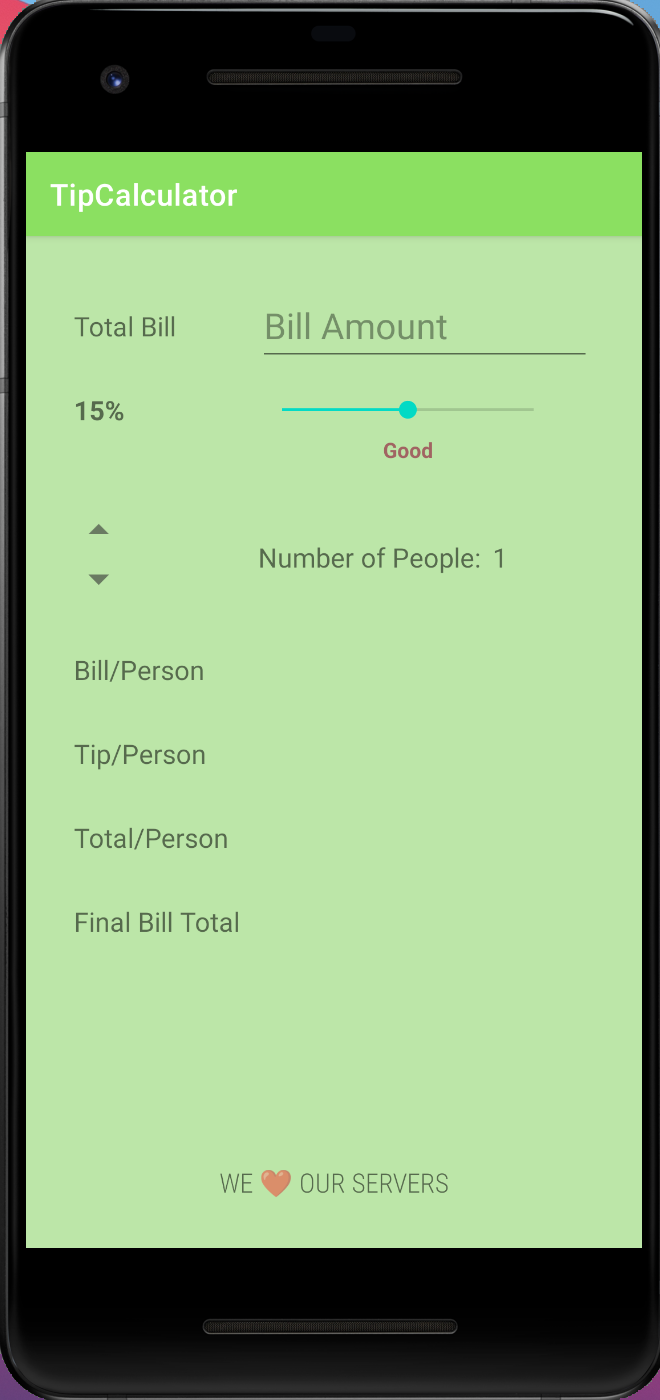 TipCalculator
Total Bill Bill Amount
15%
Good
Number of People: 1
Bill/Person
Tip/Person
Total/Person
Final Bill Total
WE ❤️ OUR SERVERS